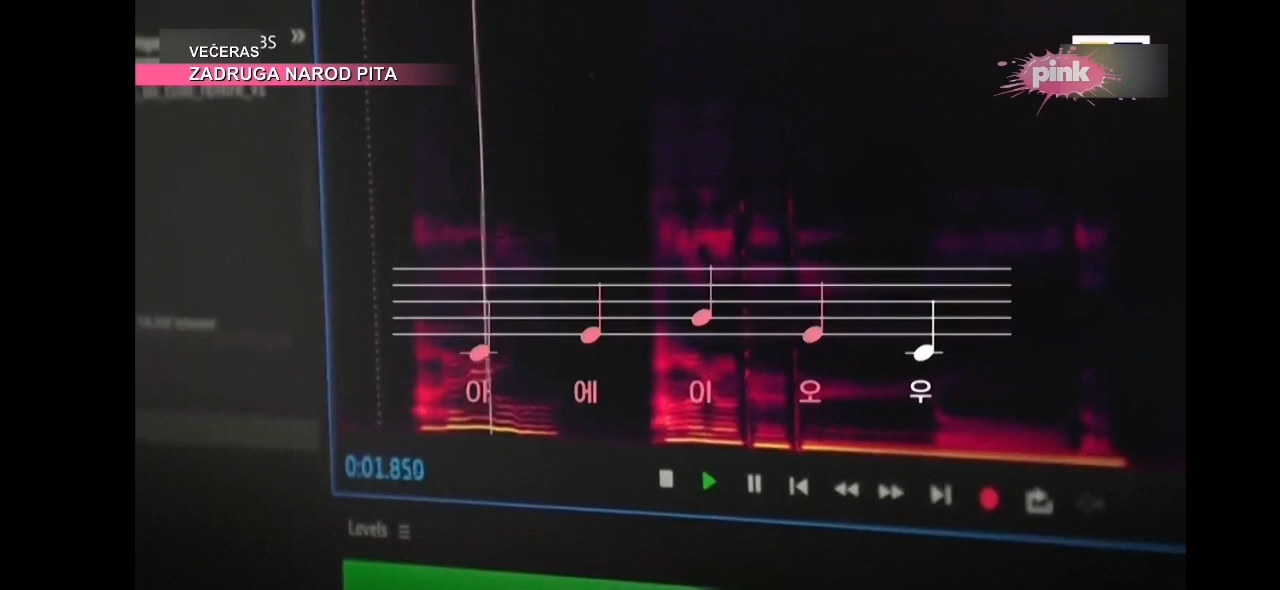 VEČERAS
ZADRUGA NAROD PITA
pink
아 에 이 오 우
0:01.850
Levels